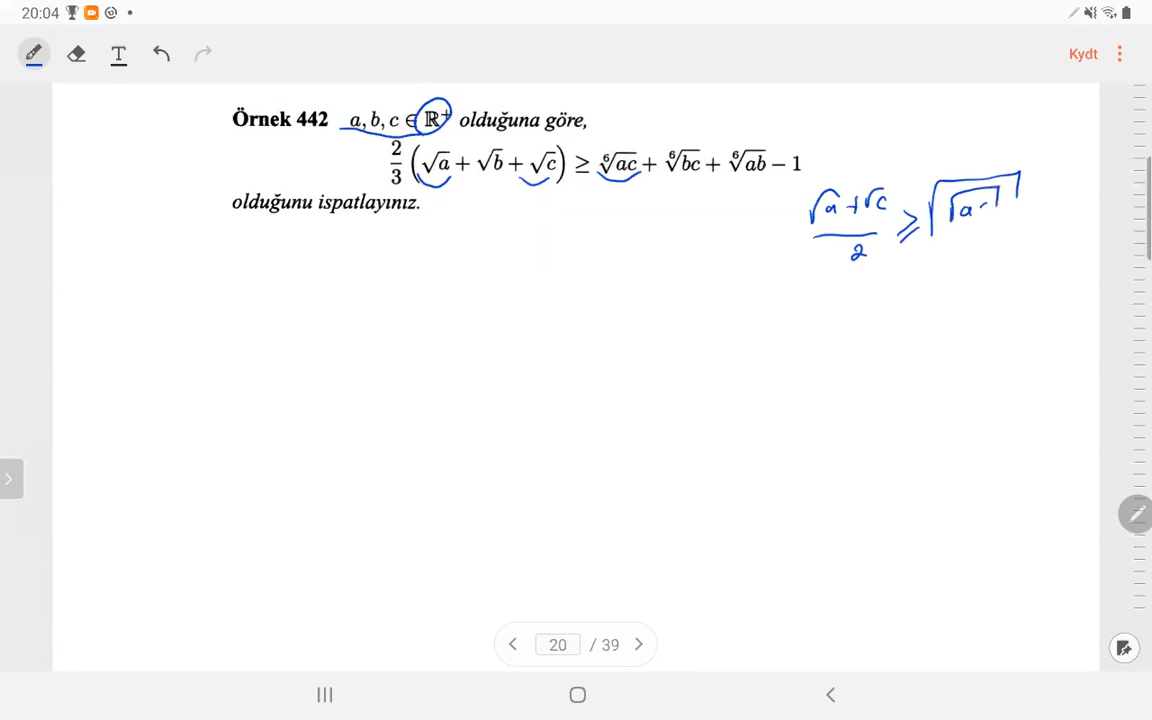 20:04
Kydt
Örnek 442 a, b, c ∈ ℝ⁺ olduğuna göre,
2/3 (√a + √b + √c) ≥ ⁶√ac + ⁶√bc + ⁶√ab − 1
olduğunu ispatlayınız.
(√a + √c)/2 ≥ √(√a
20 / 39